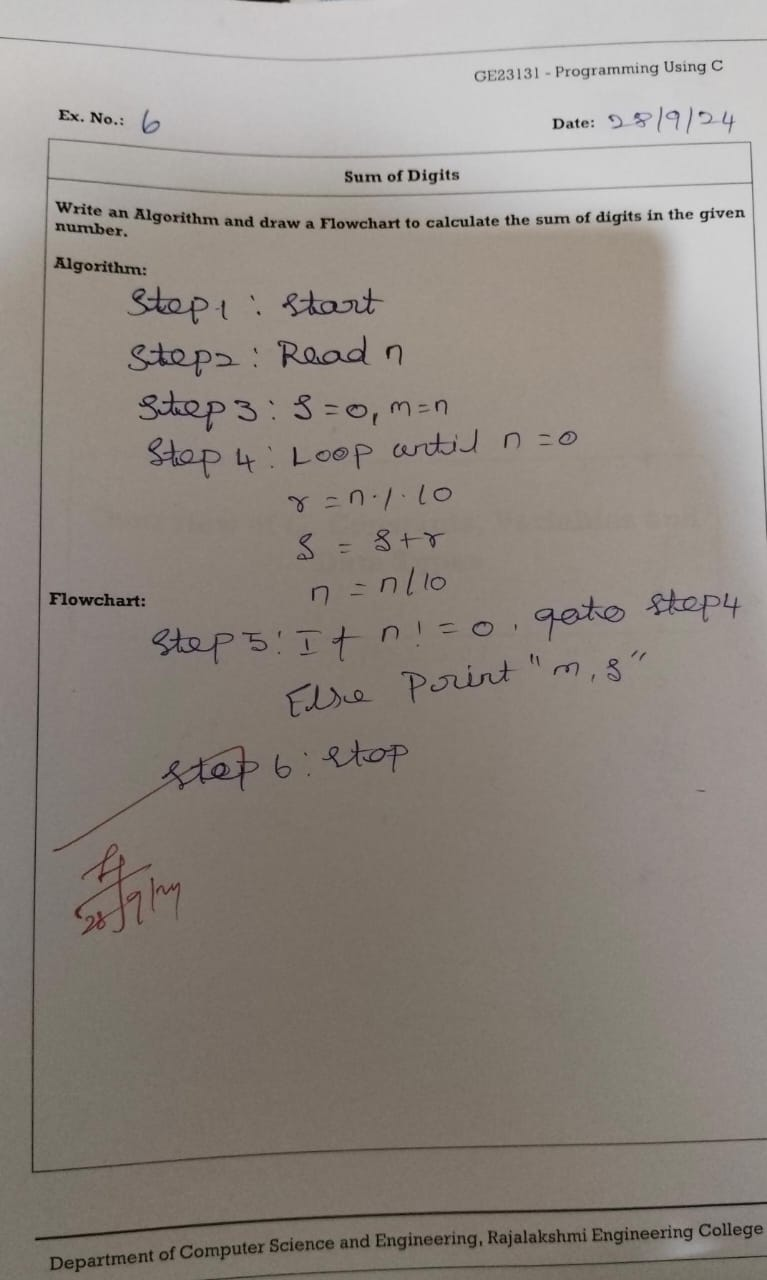 GE23131 - Programming Using C
Ex. No.: 6
Date: 28/9/24
Sum of Digits
Write an Algorithm and draw a Flowchart to calculate the sum of digits in the given
number.
Algorithm:
Step 1 : Start
Step 2 : Read n
Step 3 : S = 0, m = n
Step 4 : Loop until n = 0
r = n % 10
S = S + r
n = n / 10
Flowchart:
Step 5 : If n ! = 0, goto step 4
Else Print "m, S"
Step 6 : Stop
28/9/24
Department of Computer Science and Engineering, Rajalakshmi Engineering College